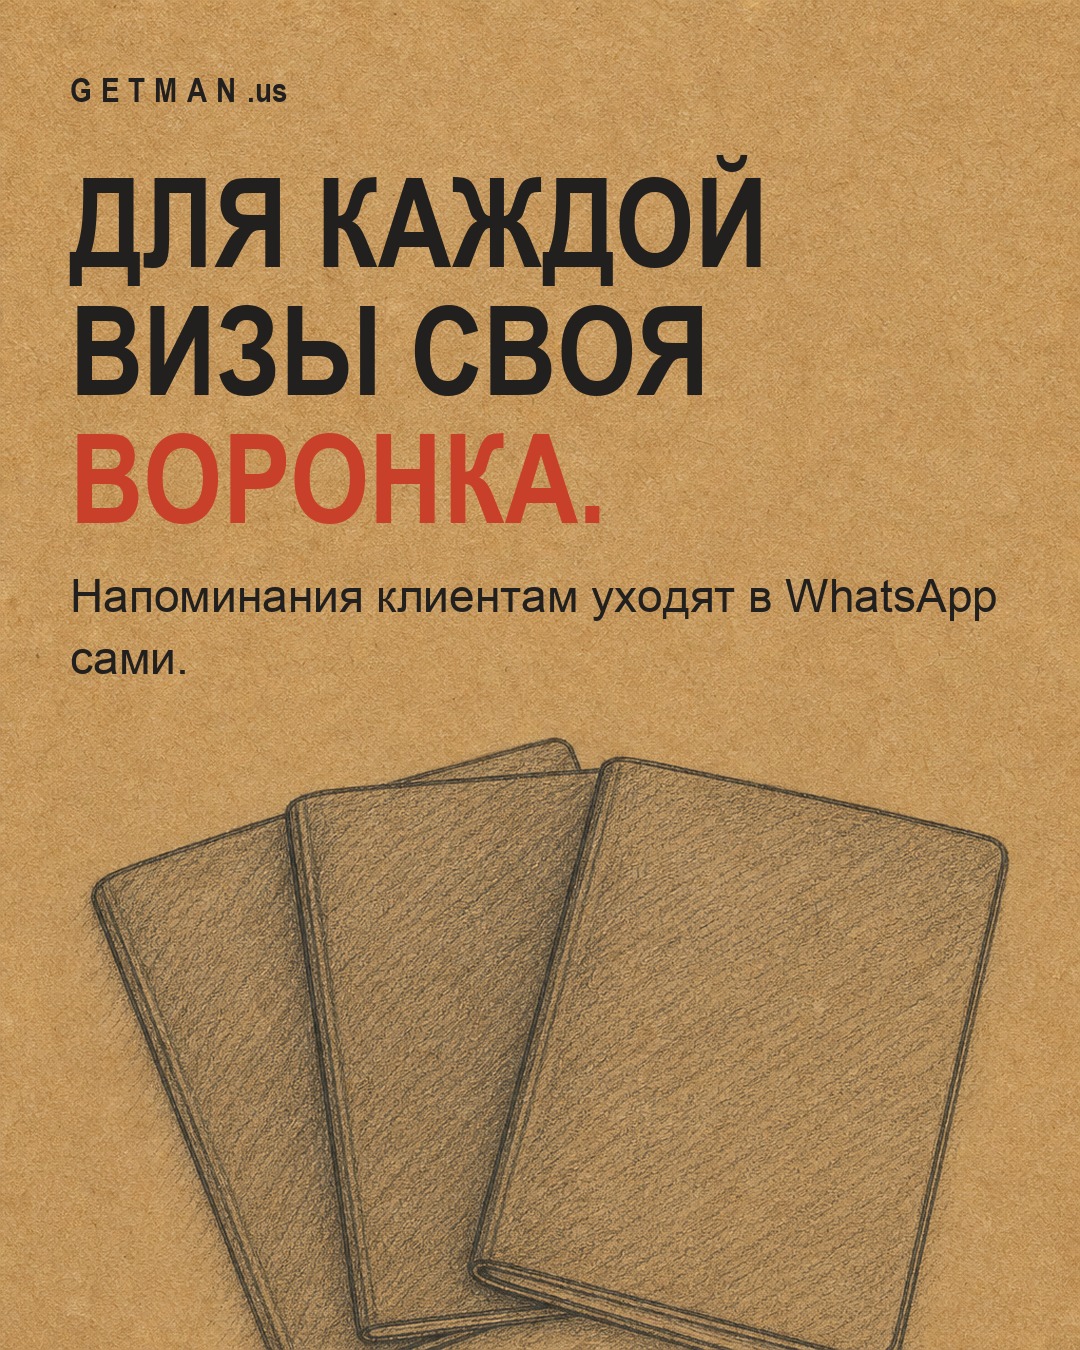 GETMAN.us
ДЛЯ КАЖДОЙ
ВИЗЫ СВОЯ
ВОРОНКА.
Напоминания клиентам уходят в WhatsApp
сами.